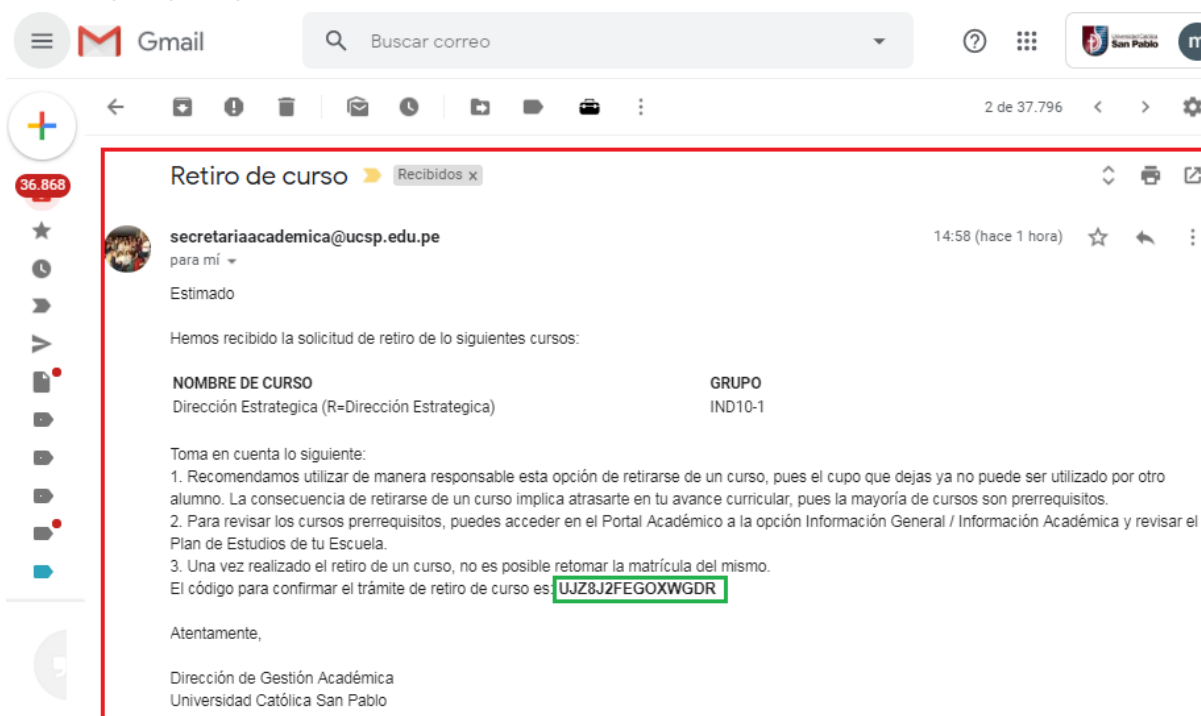 Gmail
Buscar correo
Universidad Católica
San Pablo
m
2 de 37.796
36.868
Retiro de curso
Recibidos x
secretariaacademica@ucsp.edu.pe
14:58 (hace 1 hora)
para mí
Estimado
Hemos recibido la solicitud de retiro de lo siguientes cursos:
NOMBRE DE CURSO GRUPO
Dirección Estrategica (R=Dirección Estrategica) IND10-1
Toma en cuenta lo siguiente:
1. Recomendamos utilizar de manera responsable esta opción de retirarse de un curso, pues el cupo que dejas ya no puede ser utilizado por otro
alumno. La consecuencia de retirarse de un curso implica atrasarte en tu avance curricular, pues la mayoría de cursos son prerrequisitos.
2. Para revisar los cursos prerrequisitos, puedes acceder en el Portal Académico a la opción Información General / Información Académica y revisar el
Plan de Estudios de tu Escuela.
3. Una vez realizado el retiro de un curso, no es posible retomar la matrícula del mismo.
El código para confirmar el trámite de retiro de curso es: UJZ8J2FEGOXWGDR
Atentamente,
Dirección de Gestión Académica
Universidad Católica San Pablo